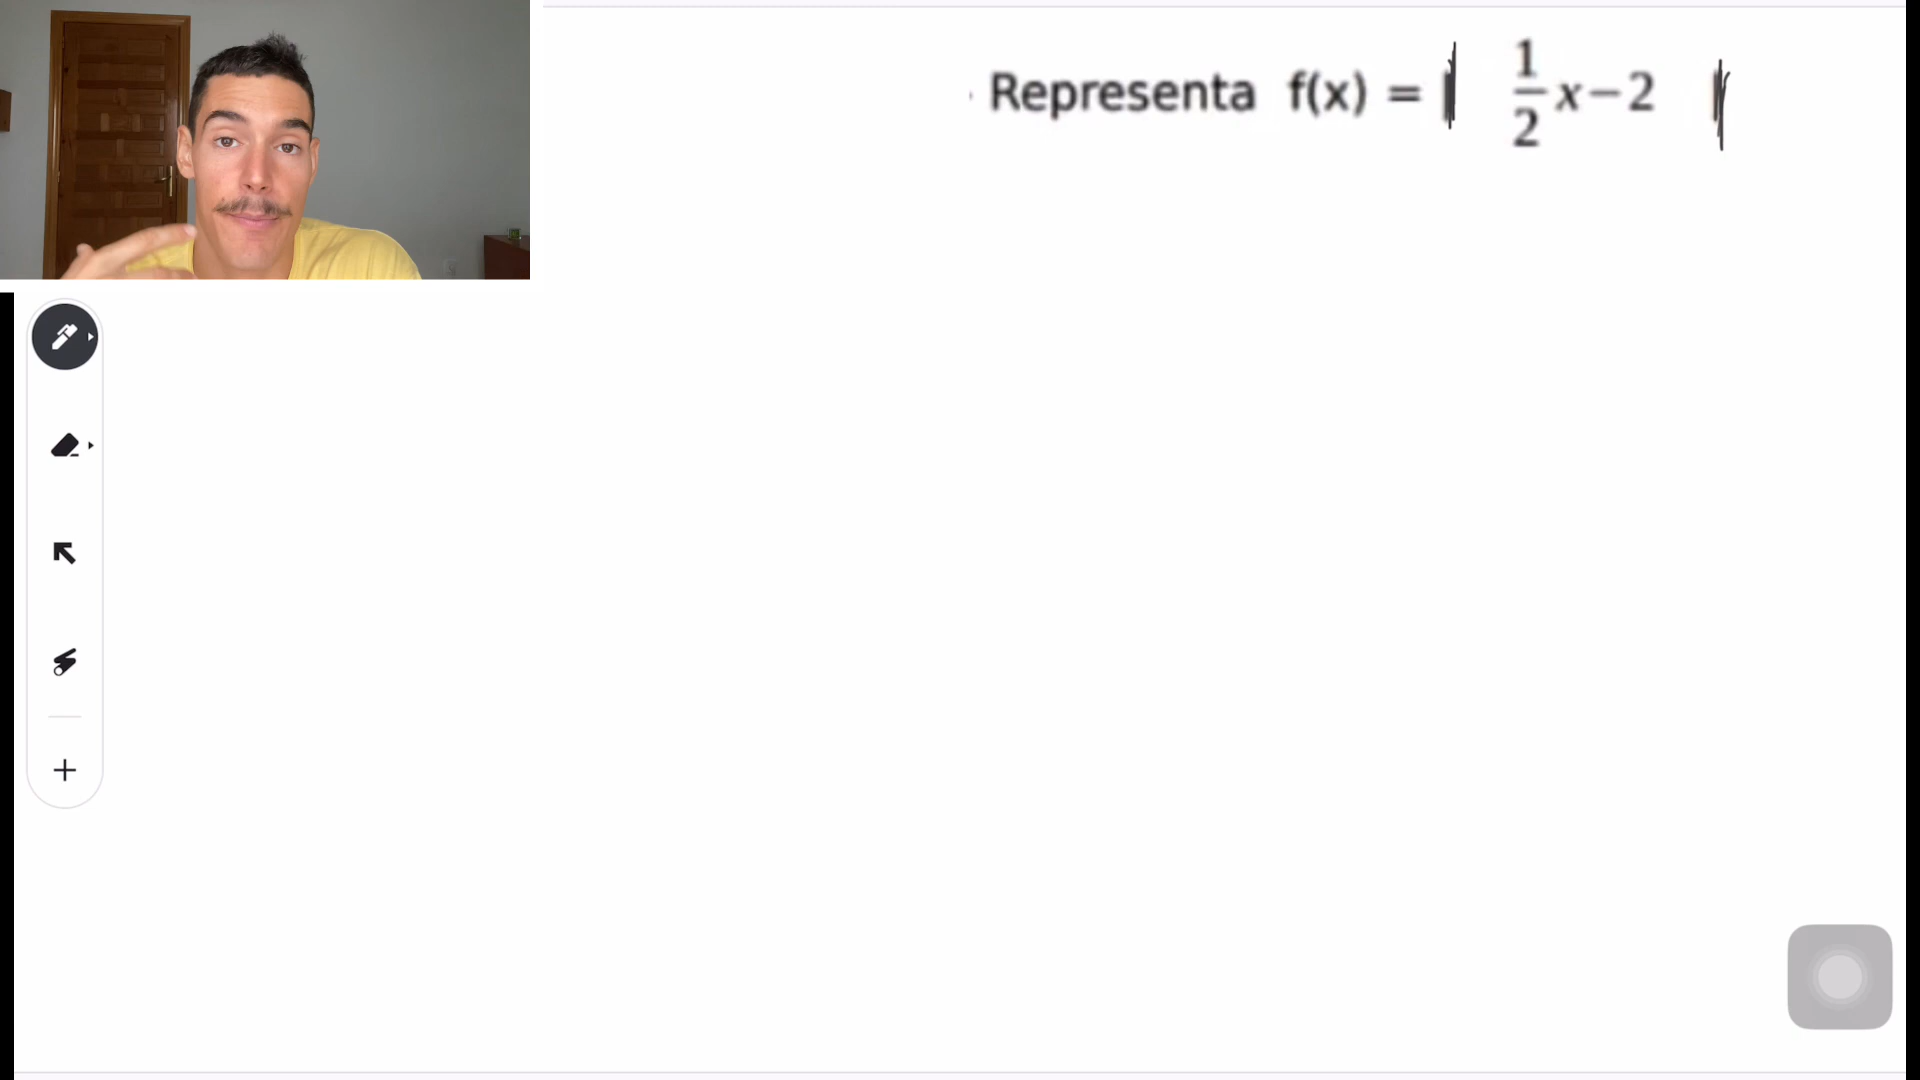 Representa f(x) = | 1/2 x − 2 |